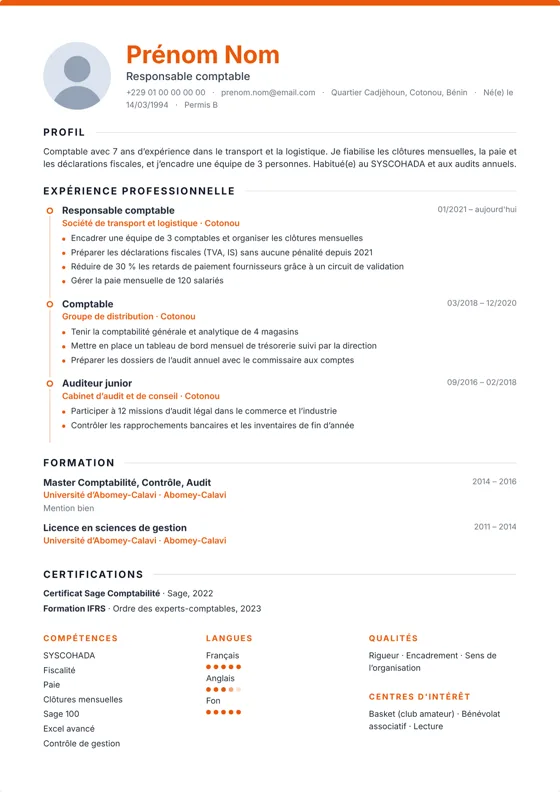 Prénom Nom
Responsable comptable
+229 01 00 00 00 00 · prenom.nom@email.com · Quartier Cadjèhoun, Cotonou, Bénin · Né(e) le
14/03/1994 · Permis B
PROFIL
Comptable avec 7 ans d’expérience dans le transport et la logistique. Je fiabilise les clôtures mensuelles, la paie et
les déclarations fiscales, et j’encadre une équipe de 3 personnes. Habitué(e) au SYSCOHADA et aux audits annuels.
EXPÉRIENCE PROFESSIONNELLE
Responsable comptable 01/2021 – aujourd’hui
Société de transport et logistique · Cotonou
• Encadrer une équipe de 3 comptables et organiser les clôtures mensuelles
• Préparer les déclarations fiscales (TVA, IS) sans aucune pénalité depuis 2021
• Réduire de 30 % les retards de paiement fournisseurs grâce à un circuit de validation
• Gérer la paie mensuelle de 120 salariés
Comptable 03/2018 – 12/2020
Groupe de distribution · Cotonou
• Tenir la comptabilité générale et analytique de 4 magasins
• Mettre en place un tableau de bord mensuel de trésorerie suivi par la direction
• Préparer les dossiers de l’audit annuel avec le commissaire aux comptes
Auditeur junior 09/2016 – 02/2018
Cabinet d’audit et de conseil · Cotonou
• Participer à 12 missions d’audit légal dans le commerce et l’industrie
• Contrôler les rapprochements bancaires et les inventaires de fin d’année
FORMATION
Master Comptabilité, Contrôle, Audit 2014 – 2016
Université d’Abomey-Calavi · Abomey-Calavi
Mention bien
Licence en sciences de gestion 2011 – 2014
Université d’Abomey-Calavi · Abomey-Calavi
CERTIFICATIONS
Certificat Sage Comptabilité · Sage, 2022
Formation IFRS · Ordre des experts-comptables, 2023
COMPÉTENCES
SYSCOHADA
Fiscalité
Paie
Clôtures mensuelles
Sage 100
Excel avancé
Contrôle de gestion
LANGUES
Français
Anglais
Fon
QUALITÉS
Rigueur · Encadrement · Sens de
l’organisation
CENTRES D’INTÉRÊT
Basket (club amateur) · Bénévolat
associatif · Lecture